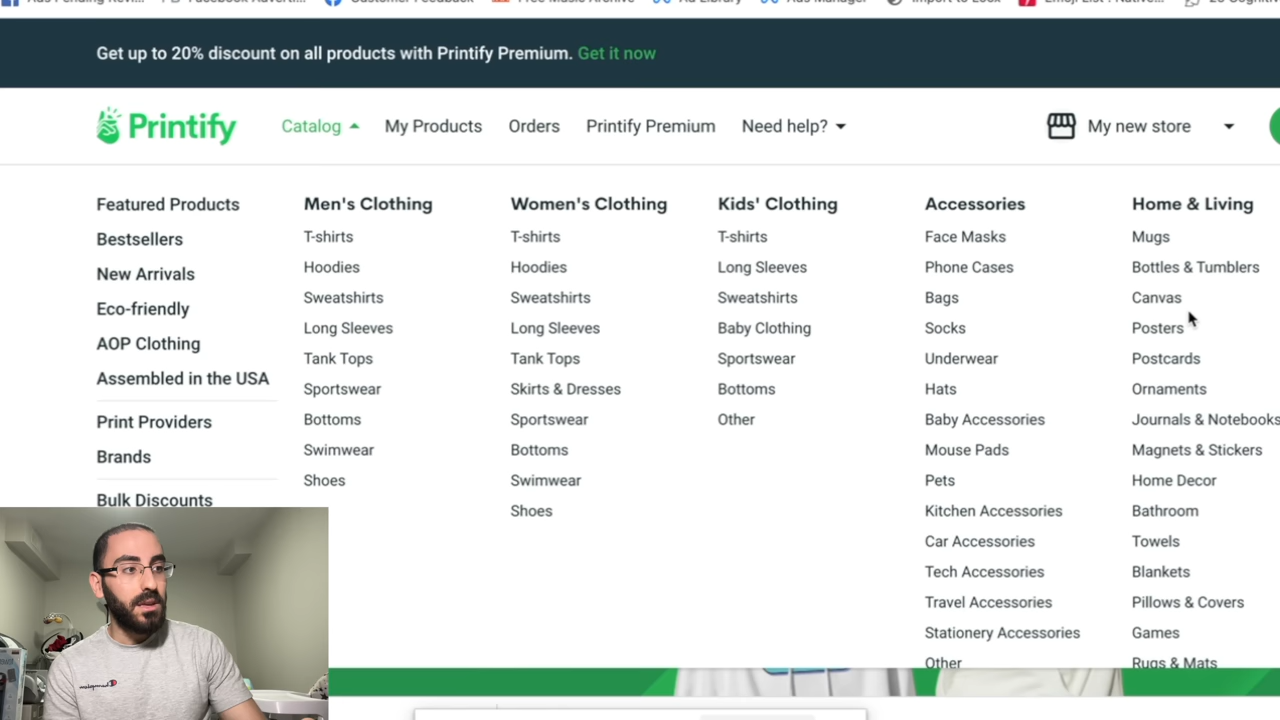 Get up to 20% discount on all products with Printify Premium. Get it now
Printify
Catalog
My Products
Orders
Printify Premium
Need help?
My new store
Featured Products
Bestsellers
New Arrivals
Eco-friendly
AOP Clothing
Assembled in the USA
Print Providers
Brands
Bulk Discounts
Men's Clothing
T-shirts
Hoodies
Sweatshirts
Long Sleeves
Tank Tops
Sportswear
Bottoms
Swimwear
Shoes
Women's Clothing
T-shirts
Hoodies
Sweatshirts
Long Sleeves
Tank Tops
Skirts & Dresses
Sportswear
Bottoms
Swimwear
Shoes
Kids' Clothing
T-shirts
Long Sleeves
Sweatshirts
Baby Clothing
Sportswear
Bottoms
Other
Accessories
Face Masks
Phone Cases
Bags
Socks
Underwear
Hats
Baby Accessories
Mouse Pads
Pets
Kitchen Accessories
Car Accessories
Tech Accessories
Travel Accessories
Stationery Accessories
Other
Home & Living
Mugs
Bottles & Tumblers
Canvas
Posters
Postcards
Ornaments
Journals & Notebooks
Magnets & Stickers
Home Decor
Bathroom
Towels
Blankets
Pillows & Covers
Games
Rugs & Mats